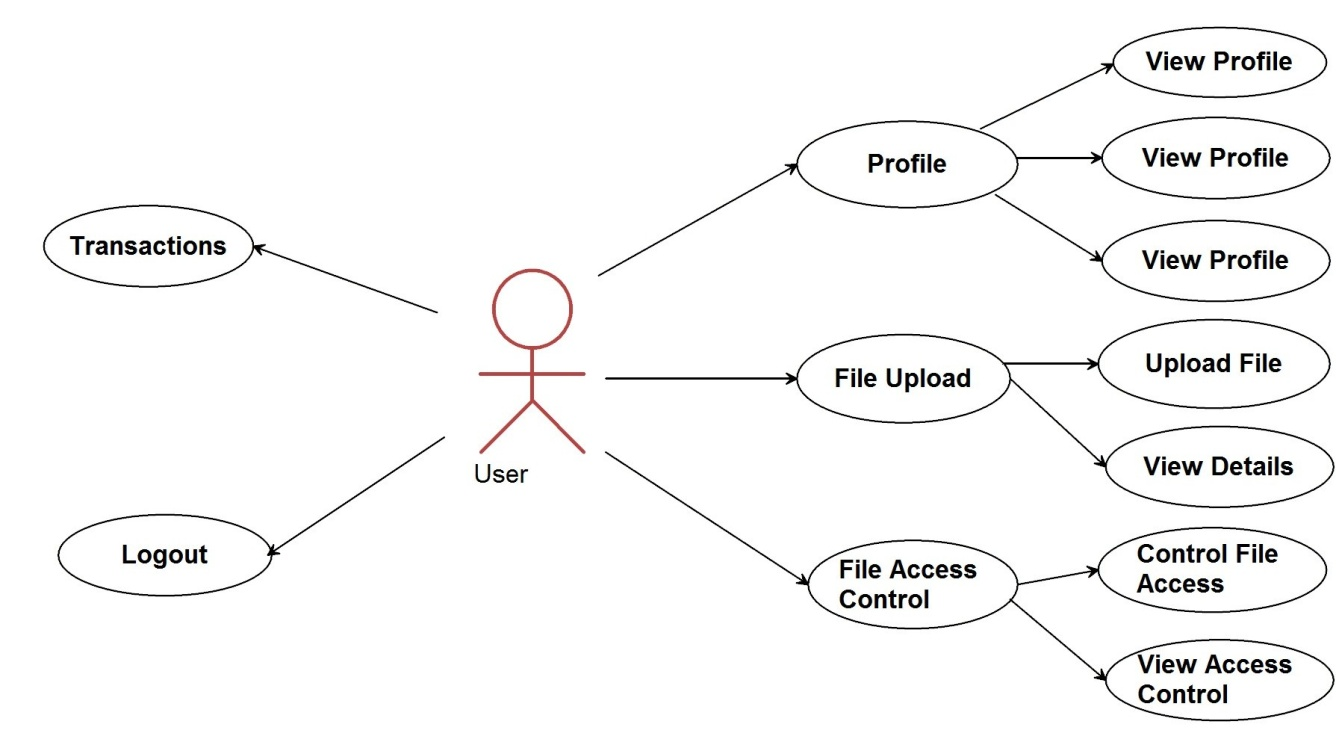 View Profile
Profile
View Profile
Transactions
View Profile
Upload File
File Upload
View Details
User
Logout
File Access
Control
Control File
Access
View Access
Control